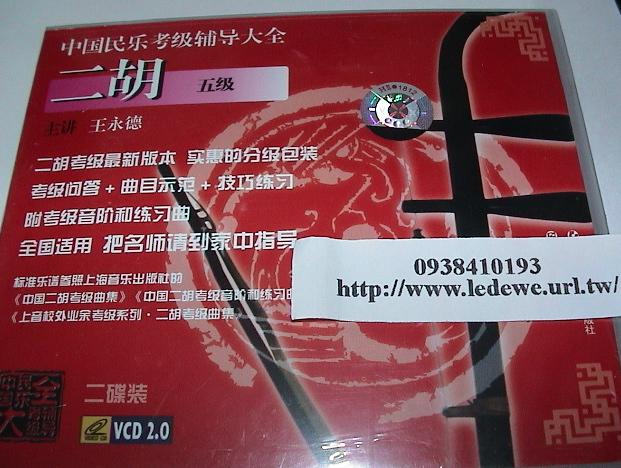 中国民乐考级辅导大全
二胡 五级
主讲 王永德
二胡考级最新版本 实惠的分级包装
考级问答+曲目示范+技巧练习
附考级音阶和练习曲
全国适用 把名师请到家中指导
0938410193
http://www.ledewe.url.tw/
标准乐谱参照上海音乐出版社的
《中国二胡考级曲集》《中国二胡考级音阶和练习
《上音校外业余考级系列·二胡考级曲集》
版社
二碟装
VCD 2.0